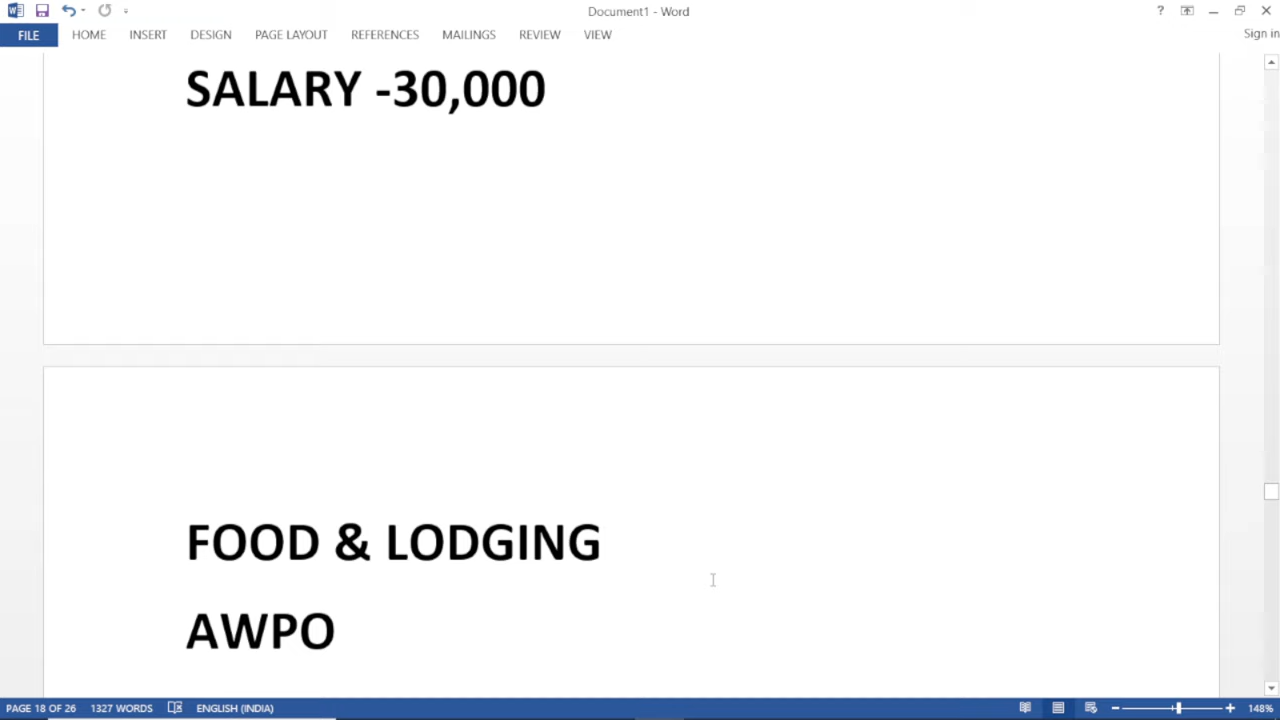 Document1 - Word
?
FILE HOME INSERT DESIGN PAGE LAYOUT REFERENCES MAILINGS REVIEW VIEW Sign in
SALARY -30,000
FOOD & LODGING
AWPO
PAGE 18 OF 26 1327 WORDS ENGLISH (INDIA) 148%